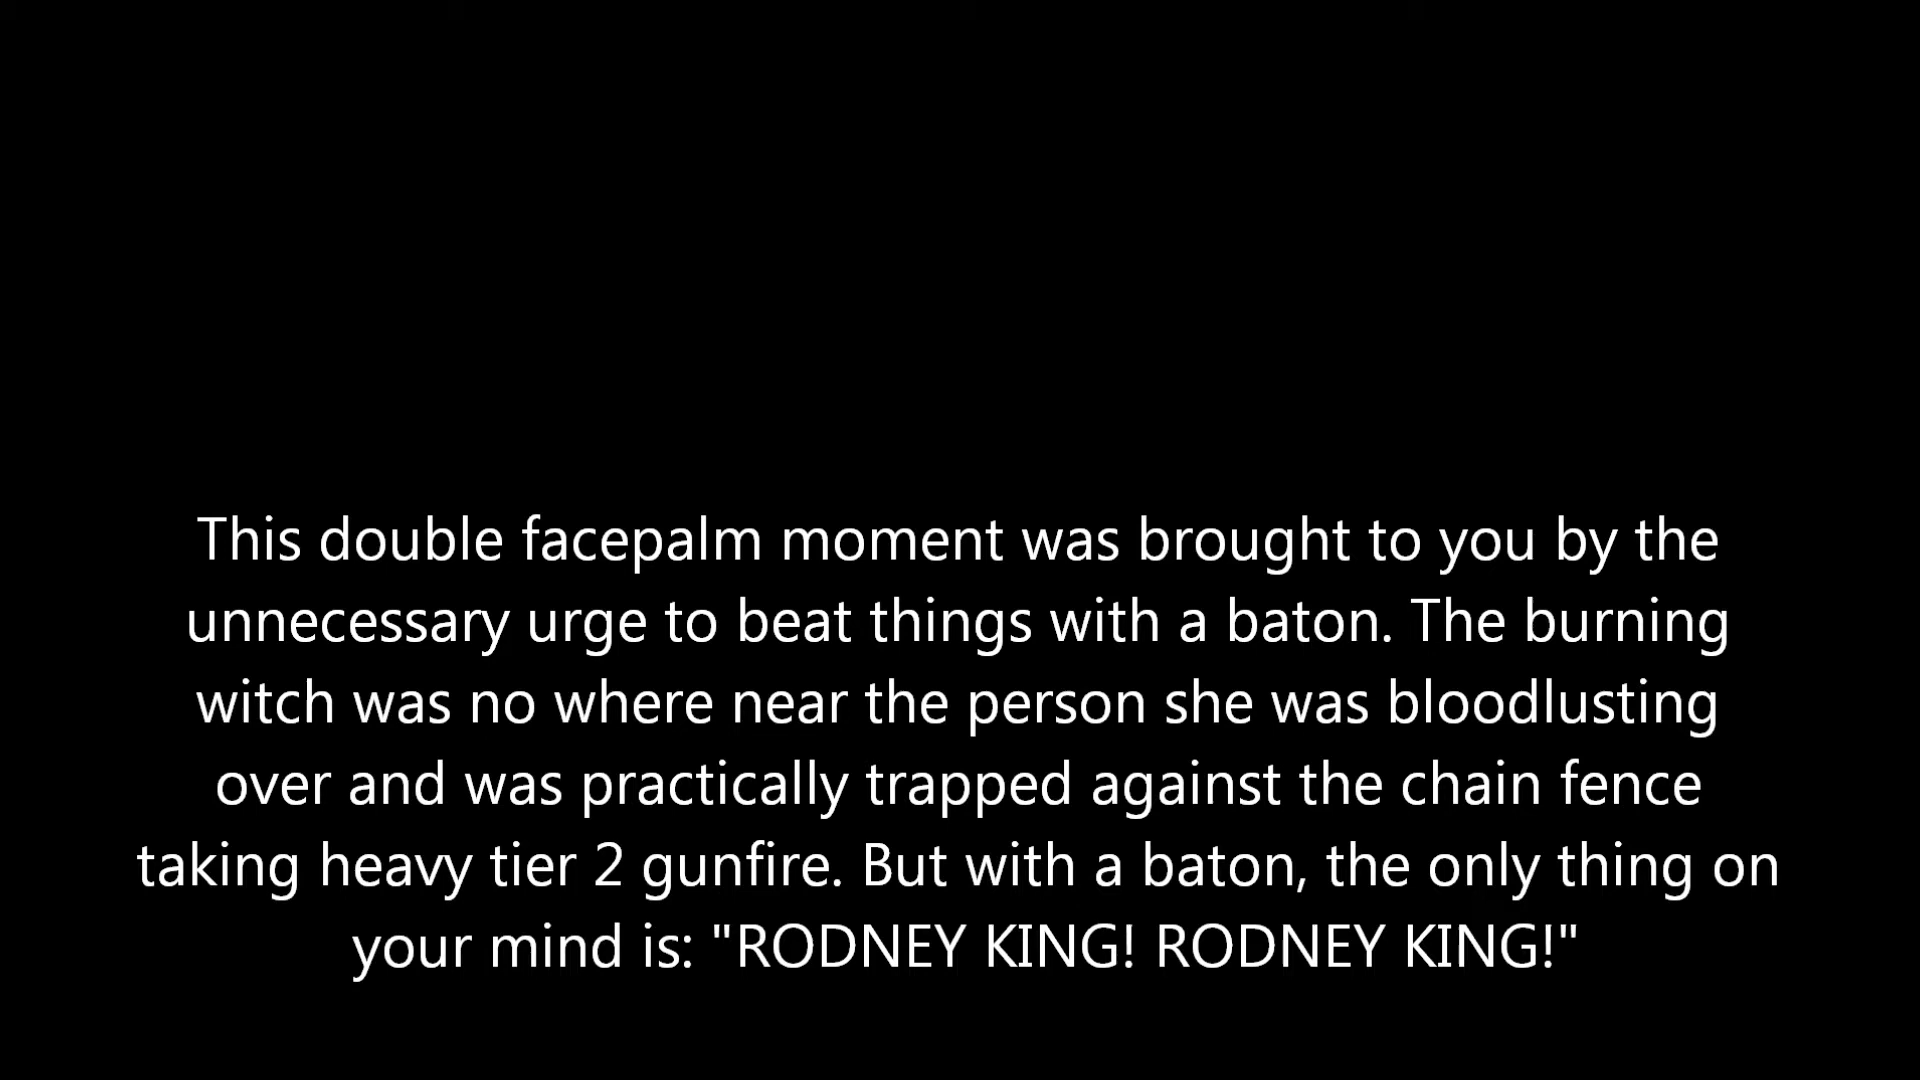 This double facepalm moment was brought to you by the
unnecessary urge to beat things with a baton. The burning
witch was no where near the person she was bloodlusting
over and was practically trapped against the chain fence
taking heavy tier 2 gunfire. But with a baton, the only thing on
your mind is: "RODNEY KING! RODNEY KING!"